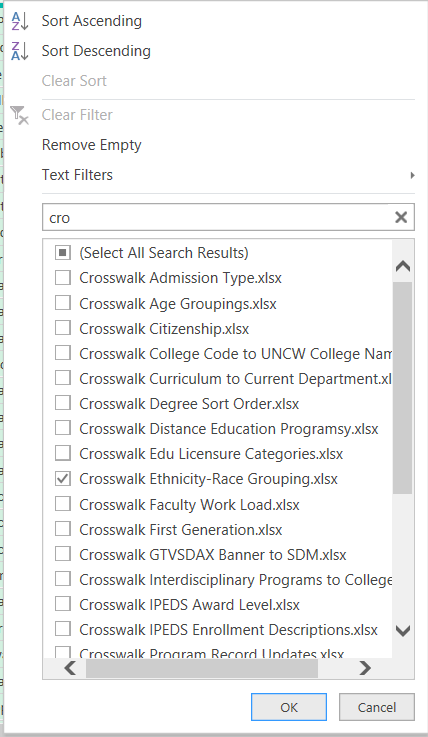 Sort Ascending
Sort Descending
Clear Sort
Clear Filter
Remove Empty
Text Filters
cro
(Select All Search Results)
Crosswalk Admission Type.xlsx
Crosswalk Age Groupings.xlsx
Crosswalk Citizenship.xlsx
Crosswalk College Code to UNCW College Nam
Crosswalk Curriculum to Current Department.xl
Crosswalk Degree Sort Order.xlsx
Crosswalk Distance Education Programsy.xlsx
Crosswalk Edu Licensure Categories.xlsx
Crosswalk Ethnicity-Race Grouping.xlsx
Crosswalk Faculty Work Load.xlsx
Crosswalk First Generation.xlsx
Crosswalk GTVSDAX Banner to SDM.xlsx
Crosswalk Interdisciplinary Programs to College
Crosswalk IPEDS Award Level.xlsx
Crosswalk IPEDS Enrollment Descriptions.xlsx
Crosswalk Program Record Updates.xlsx
OK Cancel